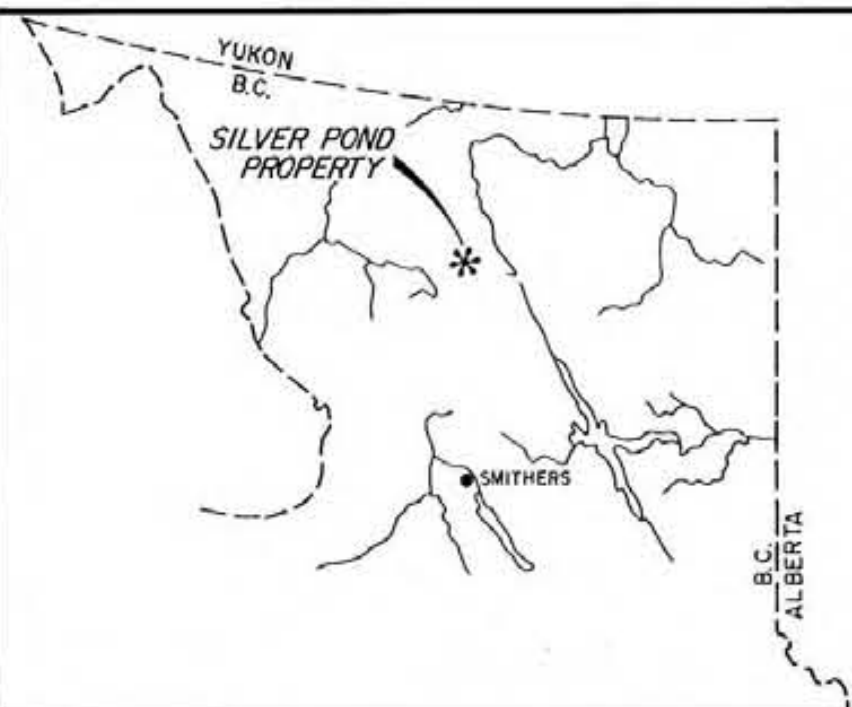 YUKON
B.C.
SILVER POND
PROPERTY
SMITHERS
B.C.
ALBERTA